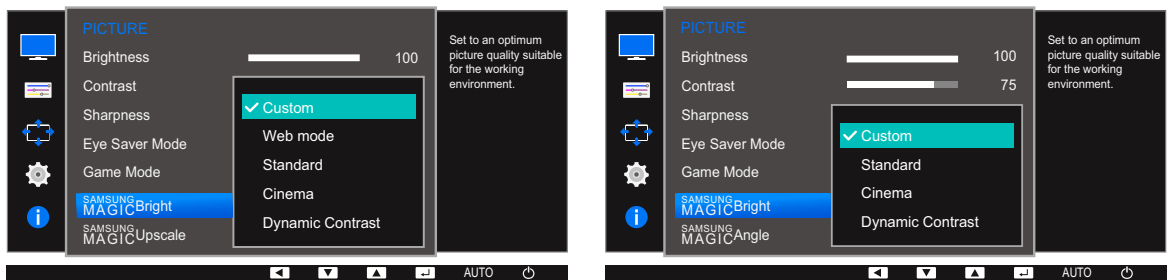 PICTURE
Brightness 100
Contrast
Sharpness
Eye Saver Mode
Game Mode
SAMSUNG
MAGICBright
SAMSUNG
MAGICUpscale
Custom
Web mode
Standard
Cinema
Dynamic Contrast
Set to an optimum
picture quality suitable
for the working
environment.
AUTO
PICTURE
Brightness 100
Contrast 75
Sharpness
Eye Saver Mode
Game Mode
SAMSUNG
MAGICBright
SAMSUNG
MAGICAngle
Custom
Standard
Cinema
Dynamic Contrast
Set to an optimum
picture quality suitable
for the working
environment.
AUTO